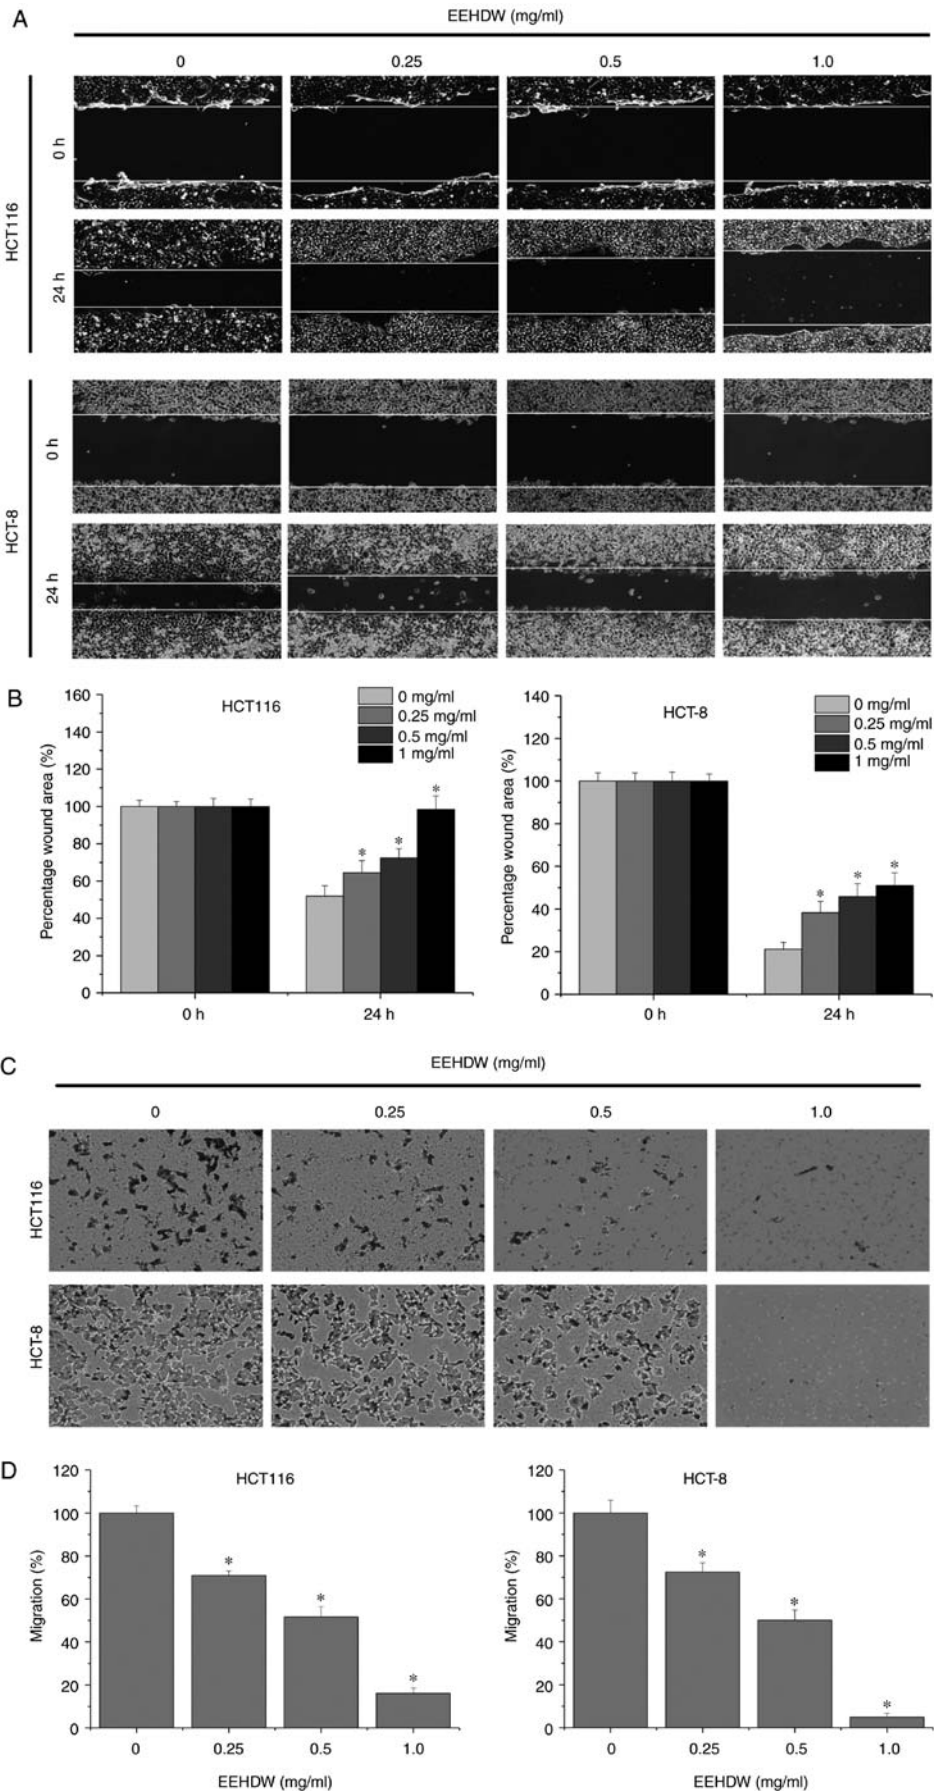 A
EEHDW (mg/ml)
0 0.25 0.5 1.0
HCT116
0 h
24 h
HCT-8
0 h
24 h
B
HCT116
0 mg/ml
0.25 mg/ml
0.5 mg/ml
1 mg/ml
Percentage wound area (%)
160
140
120
100
80
60
40
20
0
* * *
0 h 24 h
HCT-8
0 mg/ml
0.25 mg/ml
0.5 mg/ml
1 mg/ml
Percentage wound area (%)
140
120
100
80
60
40
20
0
* * *
0 h 24 h
C
EEHDW (mg/ml)
0 0.25 0.5 1.0
HCT116
HCT-8
D
HCT116
Migration (%)
120
100
80
60
40
20
0
* * *
0 0.25 0.5 1.0
EEHDW (mg/ml)
HCT-8
Migration (%)
120
100
80
60
40
20
0
* * *
0 0.25 0.5 1.0
EEHDW (mg/ml)